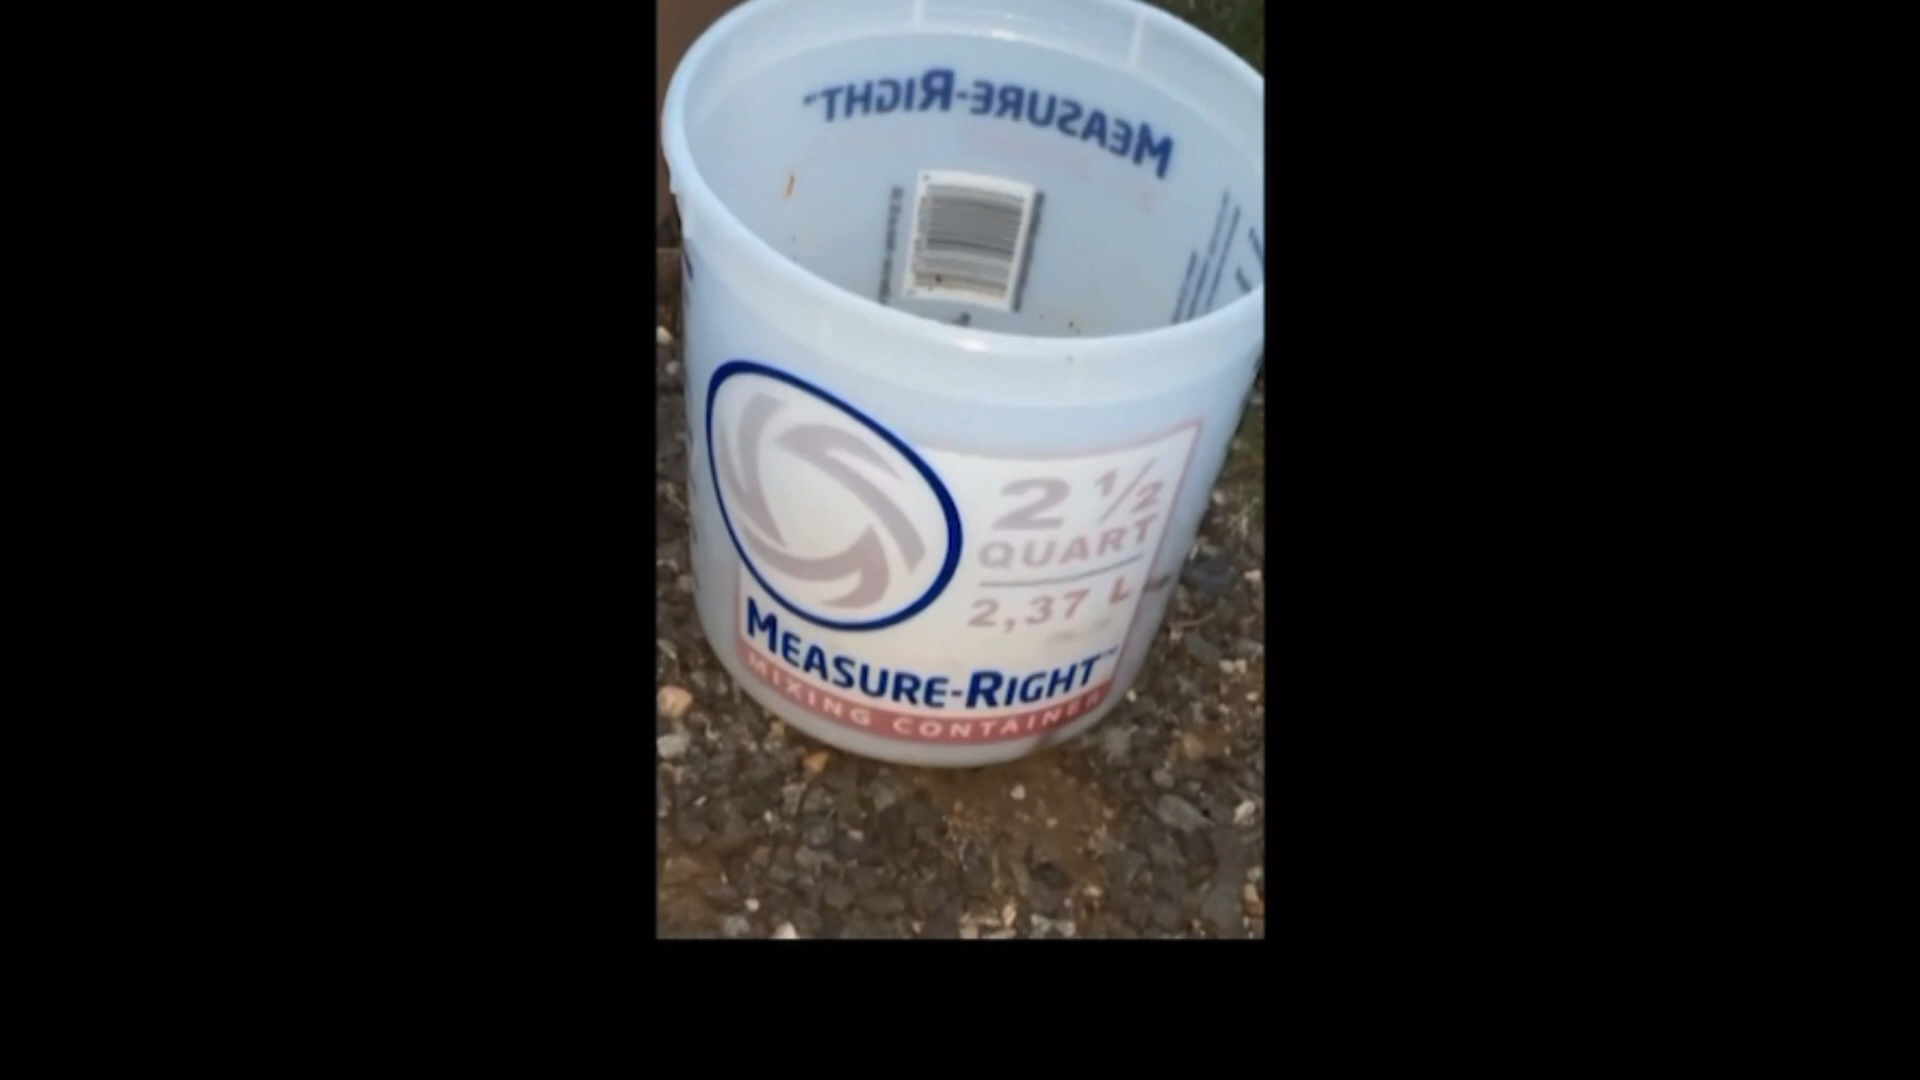 MEASURE-RIGHT™
2 1/2
QUART
2,37 L
MEASURE-RIGHT™
MIXING CONTAINER